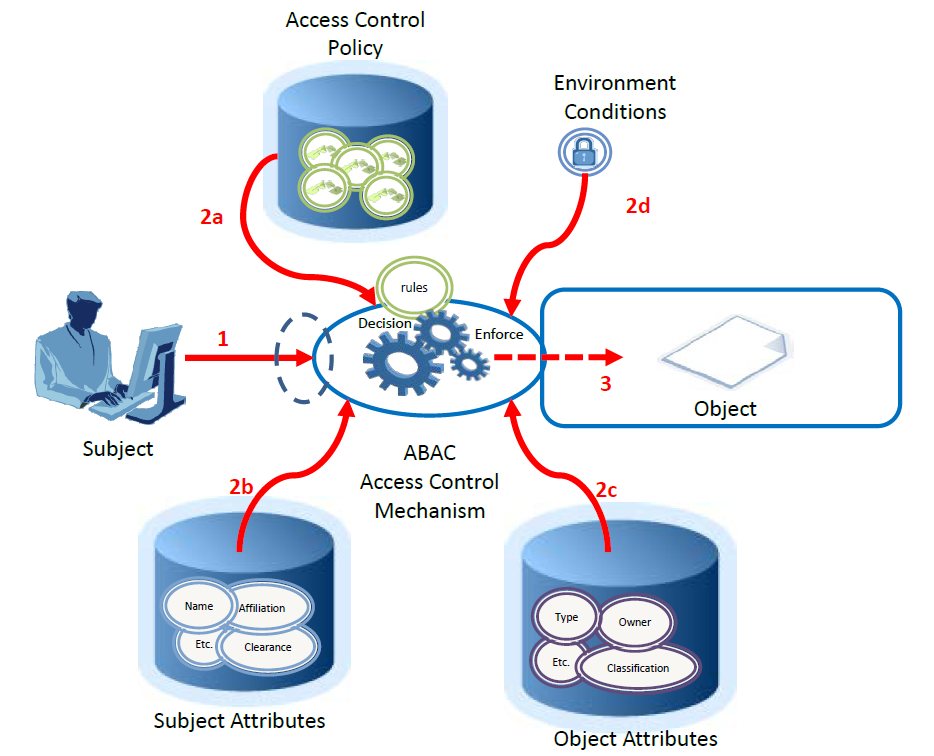 Access Control
Policy
Environment
Conditions
2a
2d
rules
Decision
Enforce
1
3
Object
Subject
ABAC
Access Control
Mechanism
2b
2c
Name
Affiliation
Etc.
Clearance
Type
Owner
Etc.
Classification
Subject Attributes
Object Attributes